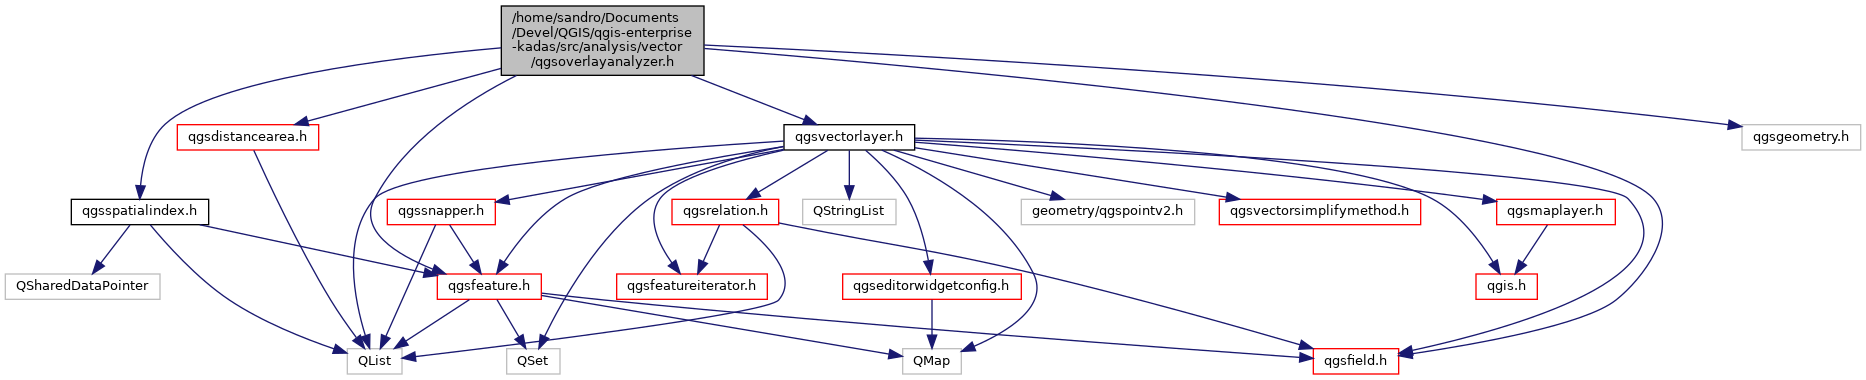 /home/sandro/Documents
/Devel/QGIS/qgis-enterprise
-kadas/src/analysis/vector
/qgsoverlayanalyzer.h
qgsdistancearea.h
qgsvectorlayer.h
qgsgeometry.h
qgsspatialindex.h
qgssnapper.h
qgsrelation.h
QStringList
geometry/qgspointv2.h
qgsvectorsimplifymethod.h
qgsmaplayer.h
QSharedDataPointer
qgsfeature.h
qgsfeatureiterator.h
qgseditorwidgetconfig.h
qgis.h
QList
QSet
QMap
qgsfield.h